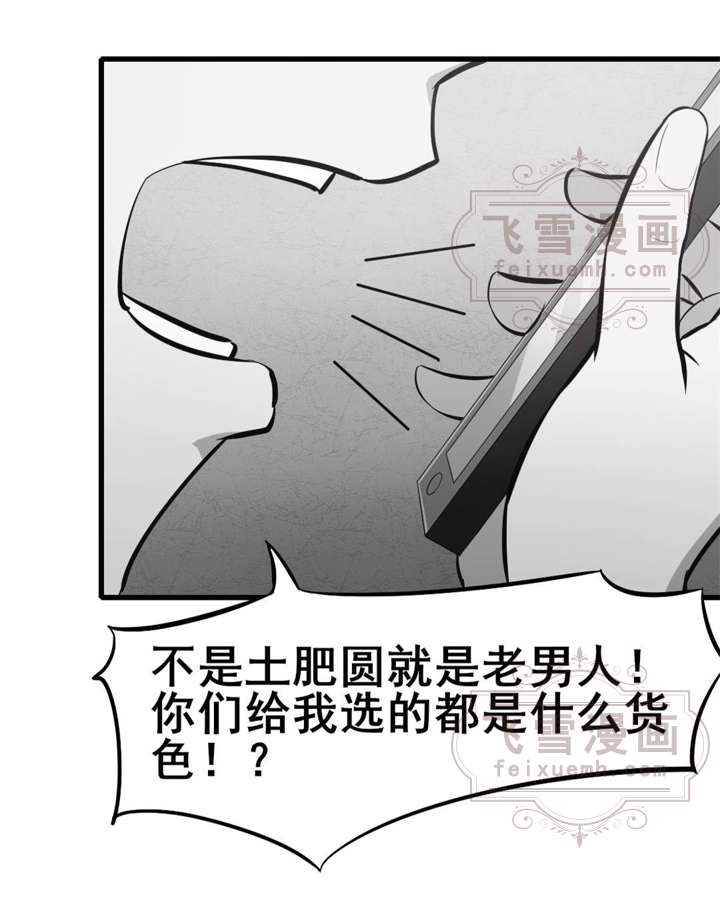 飞雪漫画
feixuemh.com
不是土肥圆就是老男人！
你们给我选的都是什么货
色！？
飞雪漫画
feixuemh.com